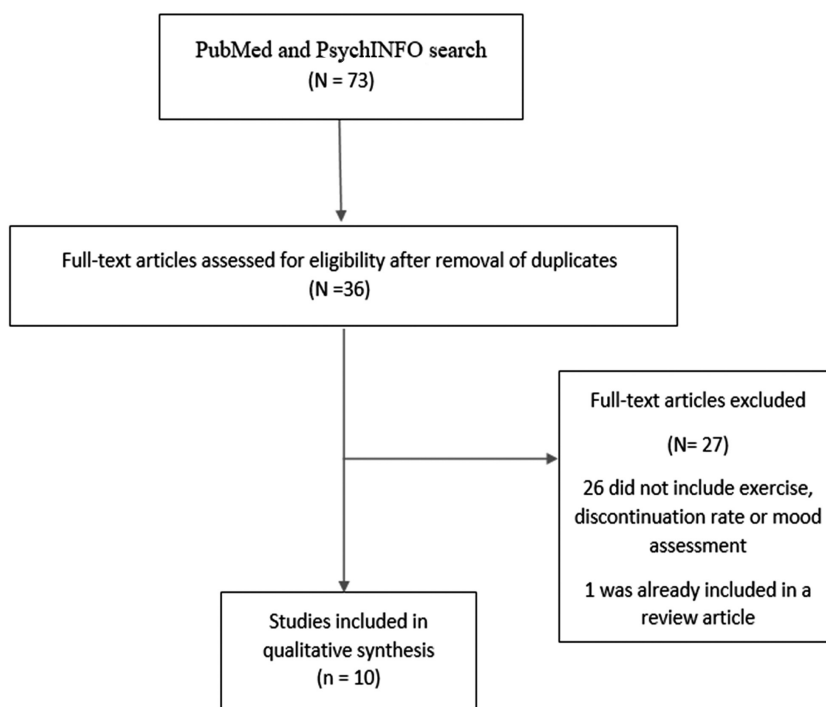 PubMed and PsychINFO search
(N = 73)
Full-text articles assessed for eligibility after removal of duplicates
(N =36)
Full-text articles excluded
(N= 27)
26 did not include exercise,
discontinuation rate or mood
assessment
1 was already included in a
review article
Studies included in
qualitative synthesis
(n = 10)